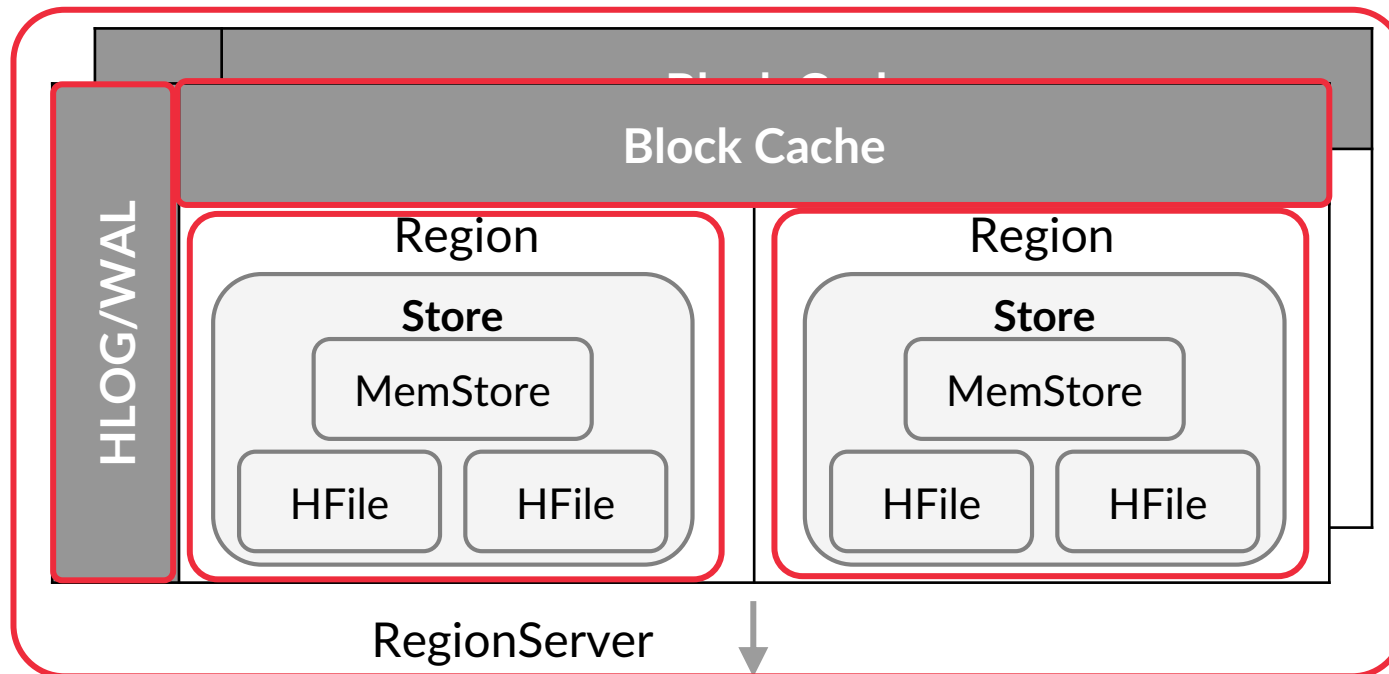 Block Cache
HLOG/WAL
Region
Region
Store
Store
MemStore
MemStore
HFile
HFile
HFile
HFile
RegionServer